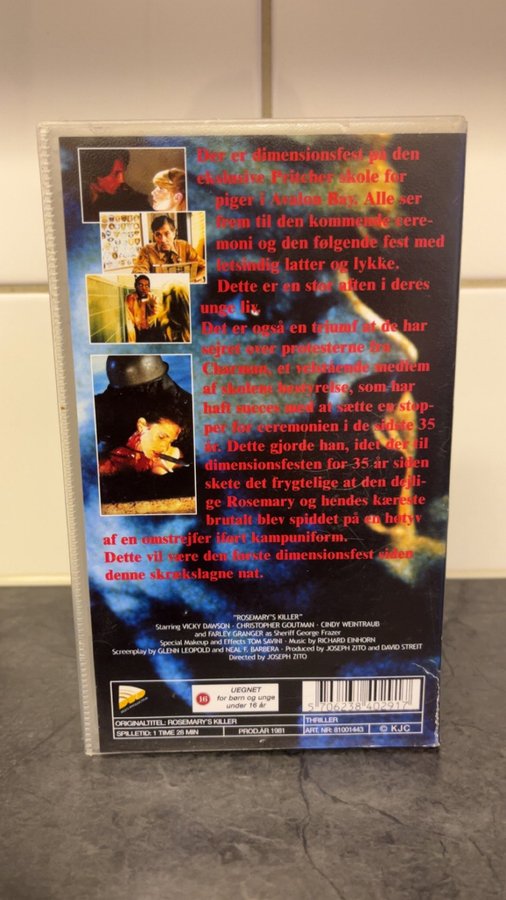 Der er dimensionsfest på den
eksklusive Pritcher skole for
piger i Avalon Bay. Alle ser
frem til den kommende cere-
moni og den følgende fest med
letsindig latter og lykke.
Dette er en stor aften i deres
unge liv.
Det er også en triumf at de har
sejret over protesterne fra
Charman, et velstående medlem
af skolens bestyrelse, som har
haft succes med at sætte en stop-
per for ceremonien i de sidste 35
år. Dette gjorde han, idet der til
dimensionsfesten for 35 år siden
skete det frygtelige at den dejli-
ge Rosemary og hendes kæreste
brutalt blev spiddet på en høtyv
af en omstrejfer iført kampuniform.
Dette vil være den første dimensionsfest siden
denne skrækslagne nat.
"ROSEMARY'S KILLER"
Starring VICKY DAWSON - CHRISTOPHER GOUTMAN - CINDY WEINTRAUB
and FARLEY GRANGER as Sheriff George Frazer
Special Makeup and Effects TOM SAVINI - Music by RICHARD EINHORN
Screenplay by GLENN LEOPOLD and NEAL F. BARBERA - Produced by JOSEPH ZITO and DAVID STREIT
Directed by JOSEPH ZITO
16
UEGNET
for børn og unge
under 16 år
5 706238 402917
ORIGINALTITEL: ROSEMARY'S KILLER
THRILLER
SPILLETID: 1 TIME 26 MIN
PROD.ÅR 1981
ART. NR: 81001443
© KJC